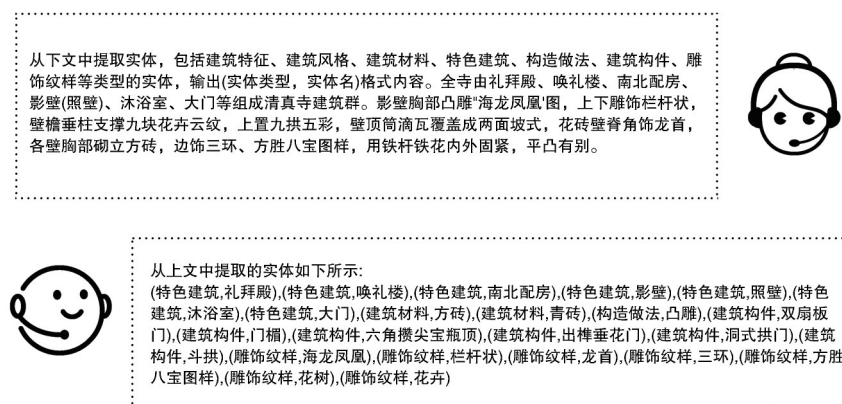 从下文中提取实体，包括建筑特征、建筑风格、建筑材料、特色建筑、构造做法、建筑构件、雕
饰纹样等类型的实体，输出(实体类型，实体名)格式内容。全寺由礼拜殿、唤礼楼、南北配房、
影壁(照壁)、沐浴室、大门等组成清真寺建筑群。影壁胸部凸雕"海龙凤凰'图，上下雕饰栏杆状，
壁檐垂柱支撑九块花卉云纹，上置九拱五彩，壁顶筒滴瓦覆盖成两面坡式，花砖壁脊角饰龙首，
各壁胸部砌立方砖，边饰三环、方胜八宝图样，用铁杆铁花内外固紧，平凸有别。
从上文中提取的实体如下所示:
(特色建筑,礼拜殿),(特色建筑,唤礼楼),(特色建筑,南北配房),(特色建筑,影壁),(特色建筑,照壁),(特色
建筑,沐浴室),(特色建筑,大门),(建筑材料,方砖),(建筑材料,青砖),(构造做法,凸雕),(建筑构件,双扇板
门),(建筑构件,门楣),(建筑构件,六角攒尖宝瓶顶),(建筑构件,出榫垂花门),(建筑构件,洞式拱门),(建筑
构件,斗拱),(雕饰纹样,海龙凤凰),(雕饰纹样,栏杆状),(雕饰纹样,龙首),(雕饰纹样,三环),(雕饰纹样,方胜
八宝图样),(雕饰纹样,花树),(雕饰纹样,花卉)